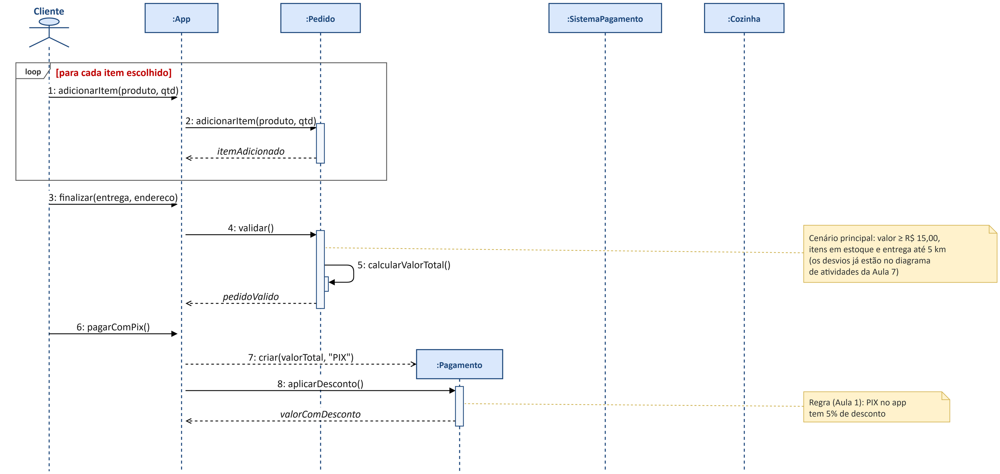 Cliente
:App
:Pedido
:SistemaPagamento
:Cozinha
loop
[para cada item escolhido]
1: adicionarItem(produto, qtd)
2: adicionarItem(produto, qtd)
itemAdicionado
3: finalizar(entrega, endereco)
4: validar()
Cenário principal: valor ≥ R$ 15,00,
itens em estoque e entrega até 5 km
(os desvios já estão no diagrama
de atividades da Aula 7)
5: calcularValorTotal()
pedidoValido
6: pagarComPix()
7: criar(valorTotal, "PIX")
:Pagamento
8: aplicarDesconto()
Regra (Aula 1): PIX no app
tem 5% de desconto
valorComDesconto